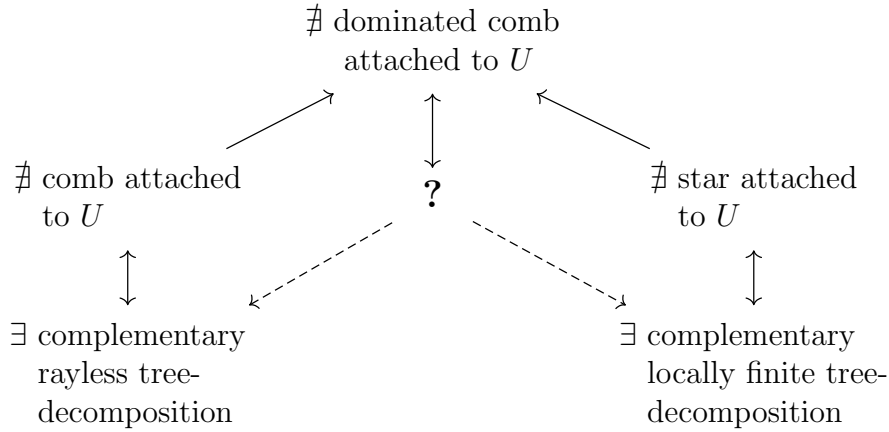 ∄ dominated comb
attached to U
∄ comb attached
to U
?
∄ star attached
to U
∃ complementary
rayless tree-
decomposition
∃ complementary
locally finite tree-
decomposition